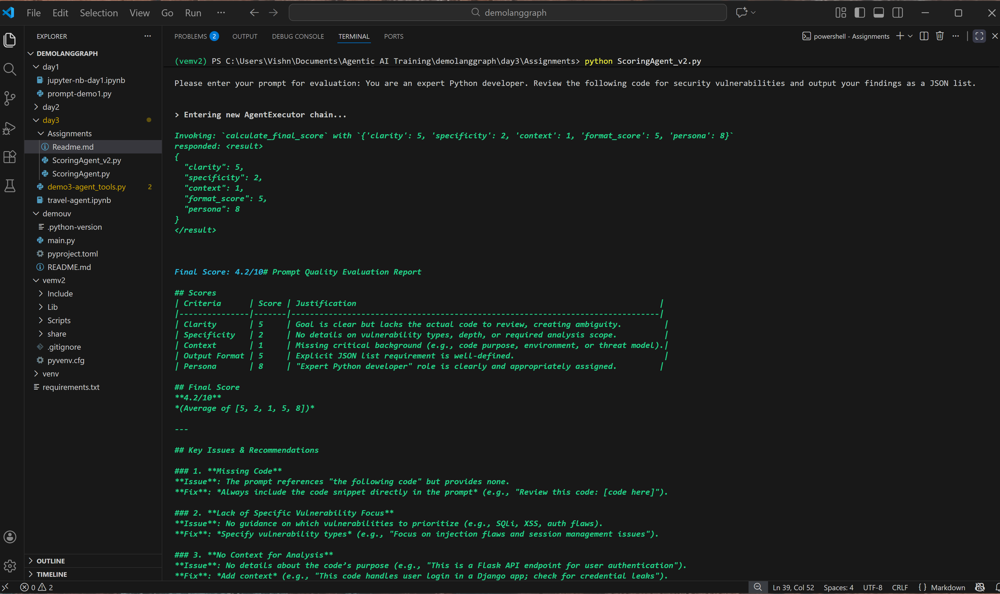 File Edit Selection View Go Run ··· demolanggraph
EXPLORER ···
DEMOLANGGRAPH
day1
jupyter-nb-day1.ipynb
prompt-demo1.py
day2
day3
Assignments
Readme.md
ScoringAgent_v2.py
ScoringAgent.py
demo3-agent_tools.py 2
travel-agent.ipynb
demouv
.python-version
main.py
pyproject.toml
README.md
vemv2
Include
Lib
Scripts
share
.gitignore
pyvenv.cfg
venv
requirements.txt
OUTLINE
TIMELINE
PROBLEMS 2 OUTPUT DEBUG CONSOLE TERMINAL PORTS powershell - Assignments
(vemv2) PS C:\Users\Vishn\Documents\Agentic AI Training\demolanggraph\day3\Assignments> python ScoringAgent_v2.py
Please enter your prompt for evaluation: You are an expert Python developer. Review the following code for security vulnerabilities and output your findings as a JSON list.
> Entering new AgentExecutor chain...
Invoking: `calculate_final_score` with `{'clarity': 5, 'specificity': 2, 'context': 1, 'format_score': 5, 'persona': 8}`
responded: <result>
{
"clarity": 5,
"specificity": 2,
"context": 1,
"format_score": 5,
"persona": 8
}
</result>
Final Score: 4.2/10# Prompt Quality Evaluation Report
## Scores
| Criteria | Score | Justification |
|---------------|-------|-------------------------------------------------------------------------------|
| Clarity | 5 | Goal is clear but lacks the actual code to review, creating ambiguity. |
| Specificity | 2 | No details on vulnerability types, depth, or required analysis scope. |
| Context | 1 | Missing critical background (e.g., code purpose, environment, or threat model).|
| Output Format | 5 | Explicit JSON list requirement is well-defined. |
| Persona | 8 | "Expert Python developer" role is clearly and appropriately assigned. |
## Final Score
**4.2/10**
*(Average of [5, 2, 1, 5, 8])*
---
## Key Issues & Recommendations
### 1. **Missing Code**
**Issue**: The prompt references "the following code" but provides none.
**Fix**: *Always include the code snippet directly in the prompt* (e.g., "Review this code: [code here]").
### 2. **Lack of Specific Vulnerability Focus**
**Issue**: No guidance on which vulnerabilities to prioritize (e.g., SQLi, XSS, auth flaws).
**Fix**: *Specify vulnerability types* (e.g., "Focus on injection flaws and session management issues").
### 3. **No Context for Analysis**
**Issue**: No details about the code’s purpose (e.g., "This is a Flask API endpoint for user authentication").
**Fix**: *Add context* (e.g., "This code handles user login in a Django app; check for credential leaks").
0 2 Ln 39, Col 52 Spaces: 4 UTF-8 CRLF { } Markdown